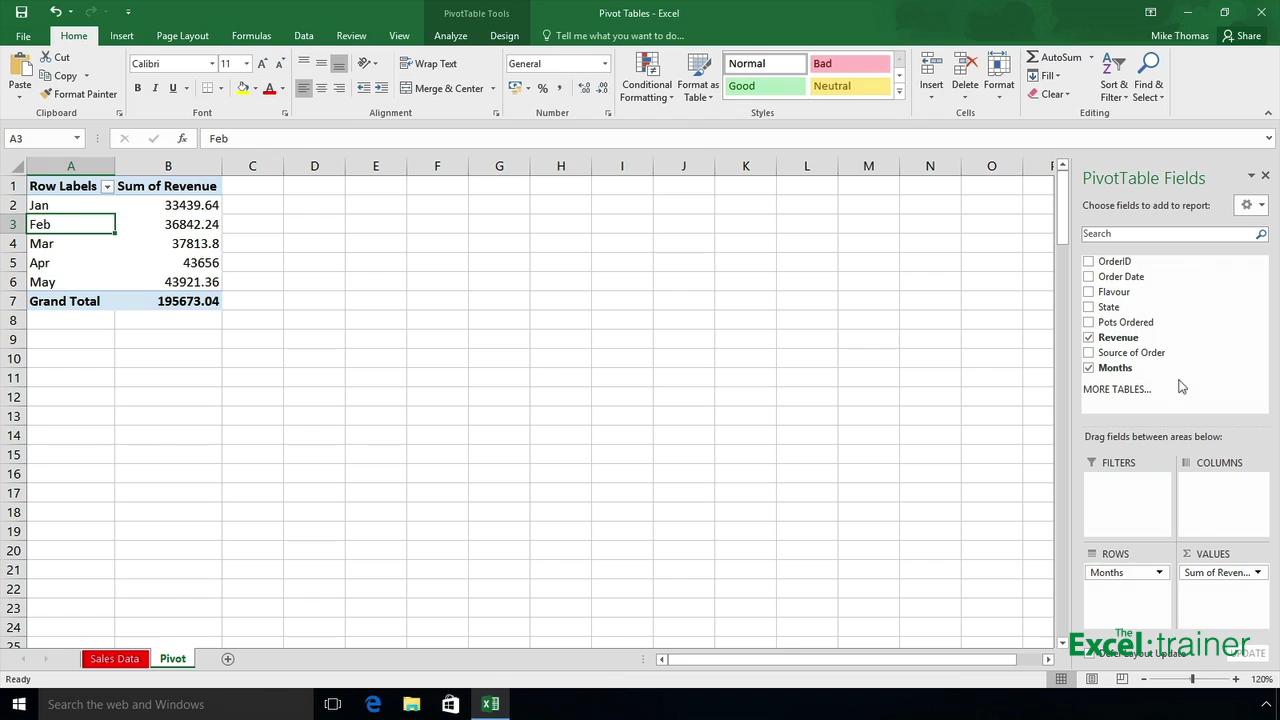 PivotTable Tools
Pivot Tables - Excel
File Home Insert Page Layout Formulas Data Review View Analyze Design Tell me what you want to do... Mike Thomas Share
Paste
Cut
Copy
Format Painter
Clipboard
Calibri 11
B I U
Font
Wrap Text
Merge & Center
Alignment
General
%
Number
Conditional Formatting
Format as Table
Normal Bad
Good Neutral
Styles
Insert Delete Format
Cells
AutoSum
Fill
Clear
Sort & Filter
Find & Select
Editing
A3 fx Feb
A B C D E F G H I J K L M N O P
1 Row Labels Sum of Revenue
2 Jan 33439.64
3 Feb 36842.24
4 Mar 37813.8
5 Apr 43656
6 May 43921.36
7 Grand Total 195673.04
8
9
10
11
12
13
14
15
16
17
18
19
20
21
22
23
24
25
PivotTable Fields
Choose fields to add to report:
Search
OrderID
Order Date
Flavour
State
Pots Ordered
Revenue
Source of Order
Months
MORE TABLES...
Drag fields between areas below:
FILTERS COLUMNS
ROWS VALUES
Months Sum of Reven...
Defer Layout Update UPDATE
The
Excel:trainer
Sales Data Pivot
Ready 120%
Search the web and Windows